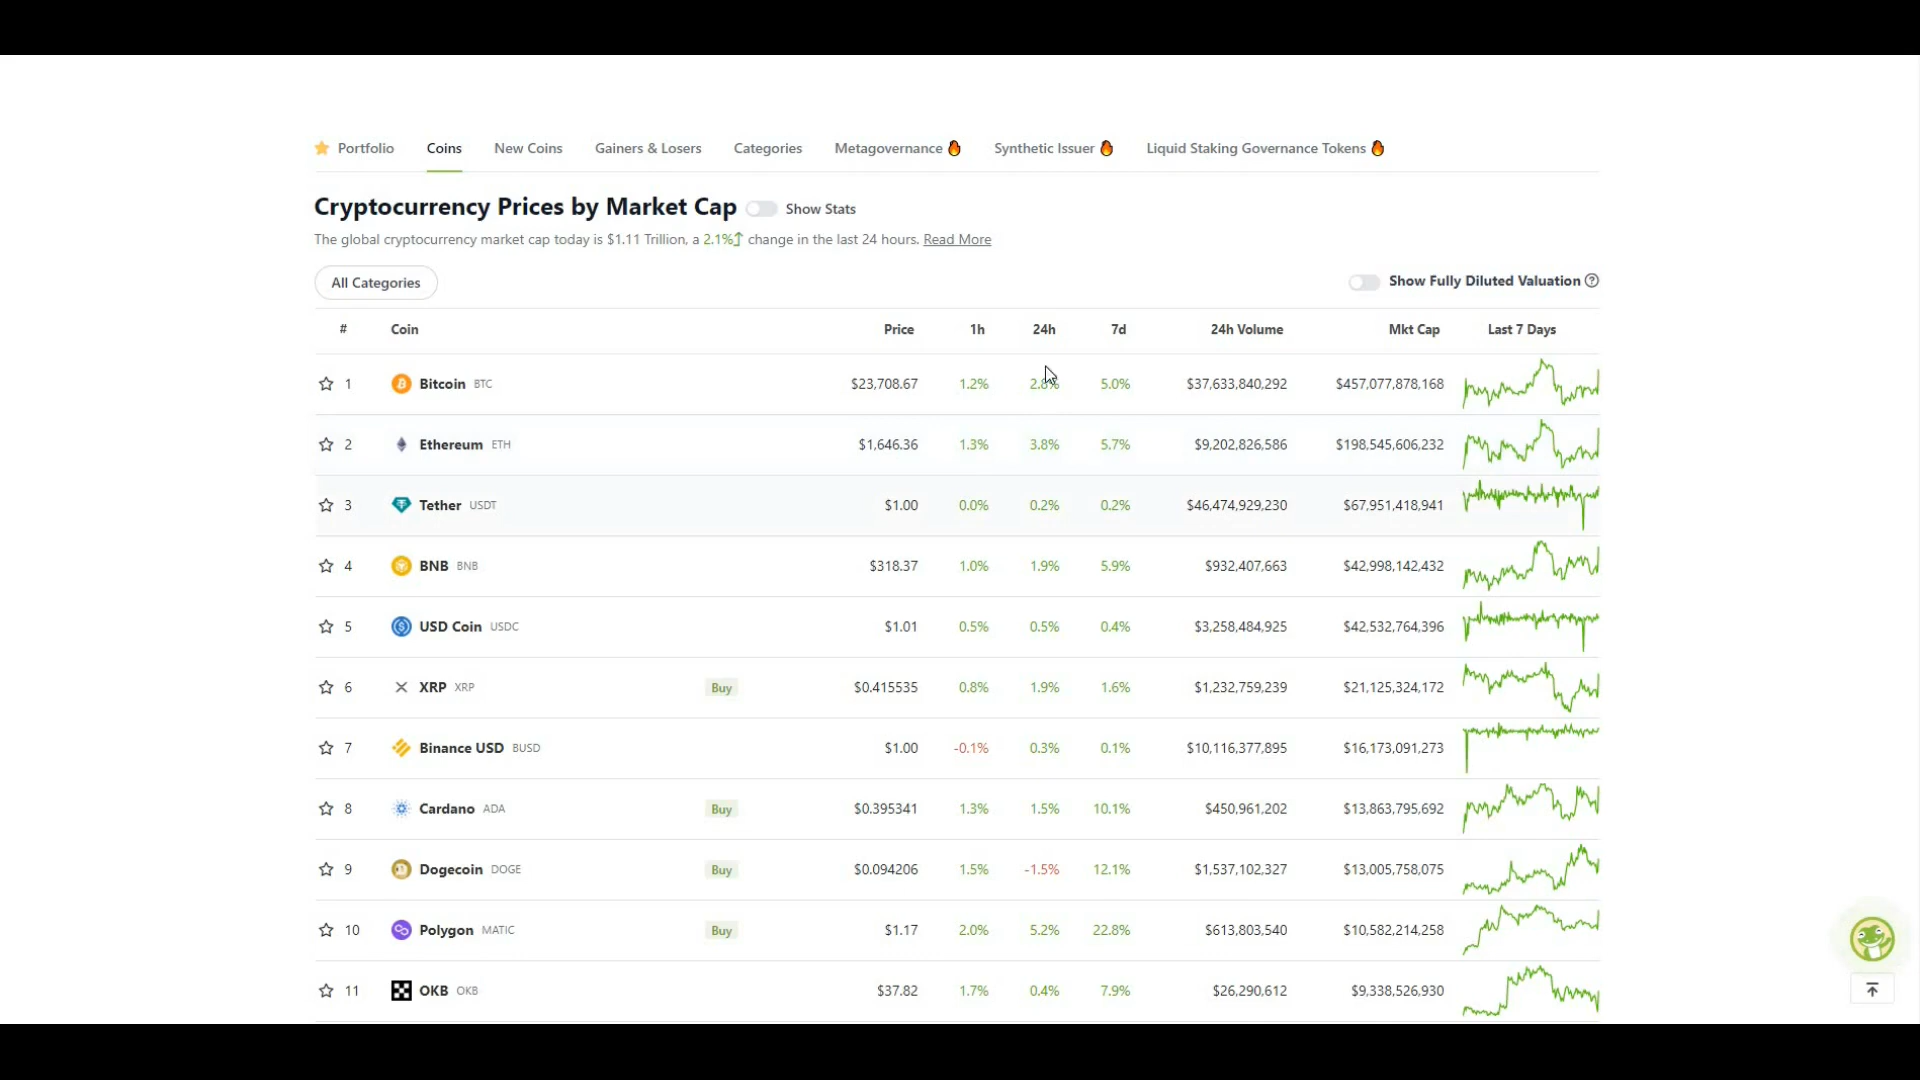 Portfolio Coins New Coins Gainers & Losers Categories Metagovernance Synthetic Issuer Liquid Staking Governance Tokens
Cryptocurrency Prices by Market Cap Show Stats
The global cryptocurrency market cap today is $1.11 Trillion, a 2.1% change in the last 24 hours. Read More
All Categories Show Fully Diluted Valuation ?
# Coin Price 1h 24h 7d 24h Volume Mkt Cap Last 7 Days
1 Bitcoin BTC $23,708.67 1.2% 2.8% 5.0% $37,633,840,292 $457,077,878,168
2 Ethereum ETH $1,646.36 1.3% 3.8% 5.7% $9,202,826,586 $198,545,606,232
3 Tether USDT $1.00 0.0% 0.2% 0.2% $46,474,929,230 $67,951,418,941
4 BNB BNB $318.37 1.0% 1.9% 5.9% $932,407,663 $42,998,142,432
5 USD Coin USDC $1.01 0.5% 0.5% 0.4% $3,258,484,925 $42,532,764,396
6 XRP XRP Buy $0.415535 0.8% 1.9% 1.6% $1,232,759,239 $21,125,324,172
7 Binance USD BUSD $1.00 -0.1% 0.3% 0.1% $10,116,377,895 $16,173,091,273
8 Cardano ADA Buy $0.395341 1.3% 1.5% 10.1% $450,961,202 $13,863,795,692
9 Dogecoin DOGE Buy $0.094206 1.5% -1.5% 12.1% $1,537,102,327 $13,005,758,075
10 Polygon MATIC Buy $1.17 2.0% 5.2% 22.8% $613,803,540 $10,582,214,258
11 OKB OKB $37.82 1.7% 0.4% 7.9% $26,290,612 $9,338,526,930